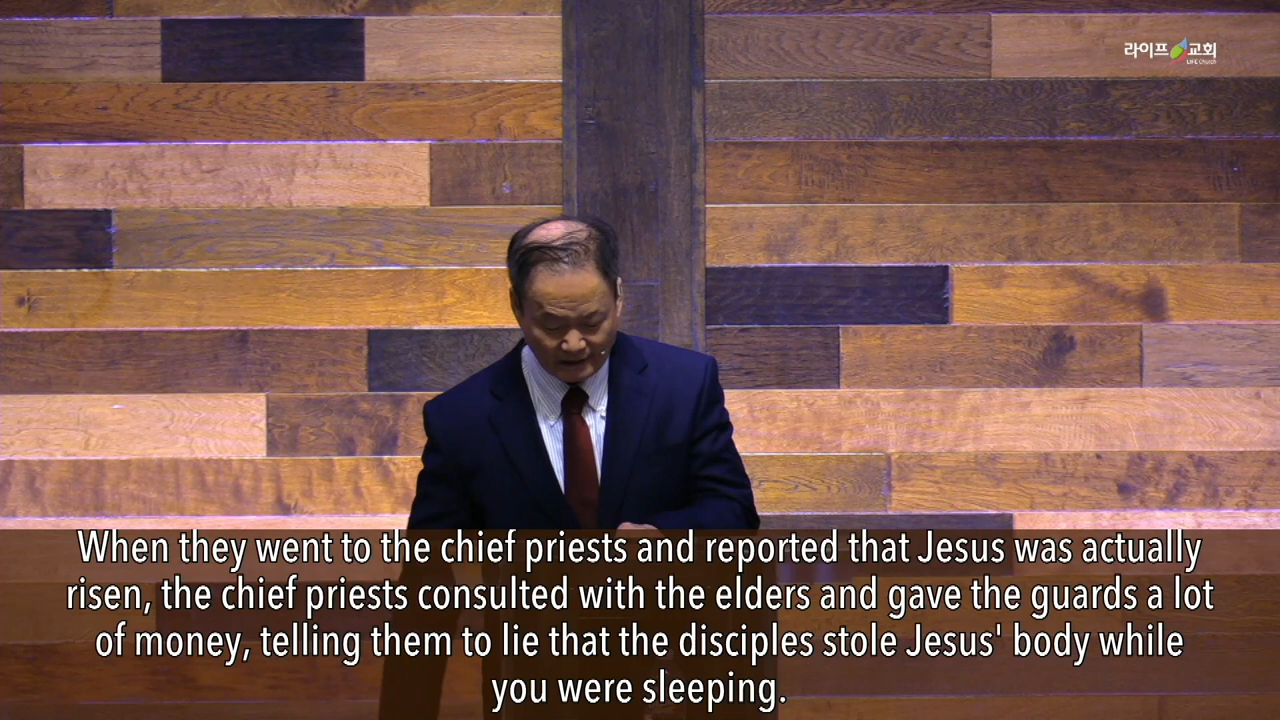 라이프 교회
LIFE Church
When they went to the chief priests and reported that Jesus was actually
risen, the chief priests consulted with the elders and gave the guards a lot
of money, telling them to lie that the disciples stole Jesus' body while
you were sleeping.